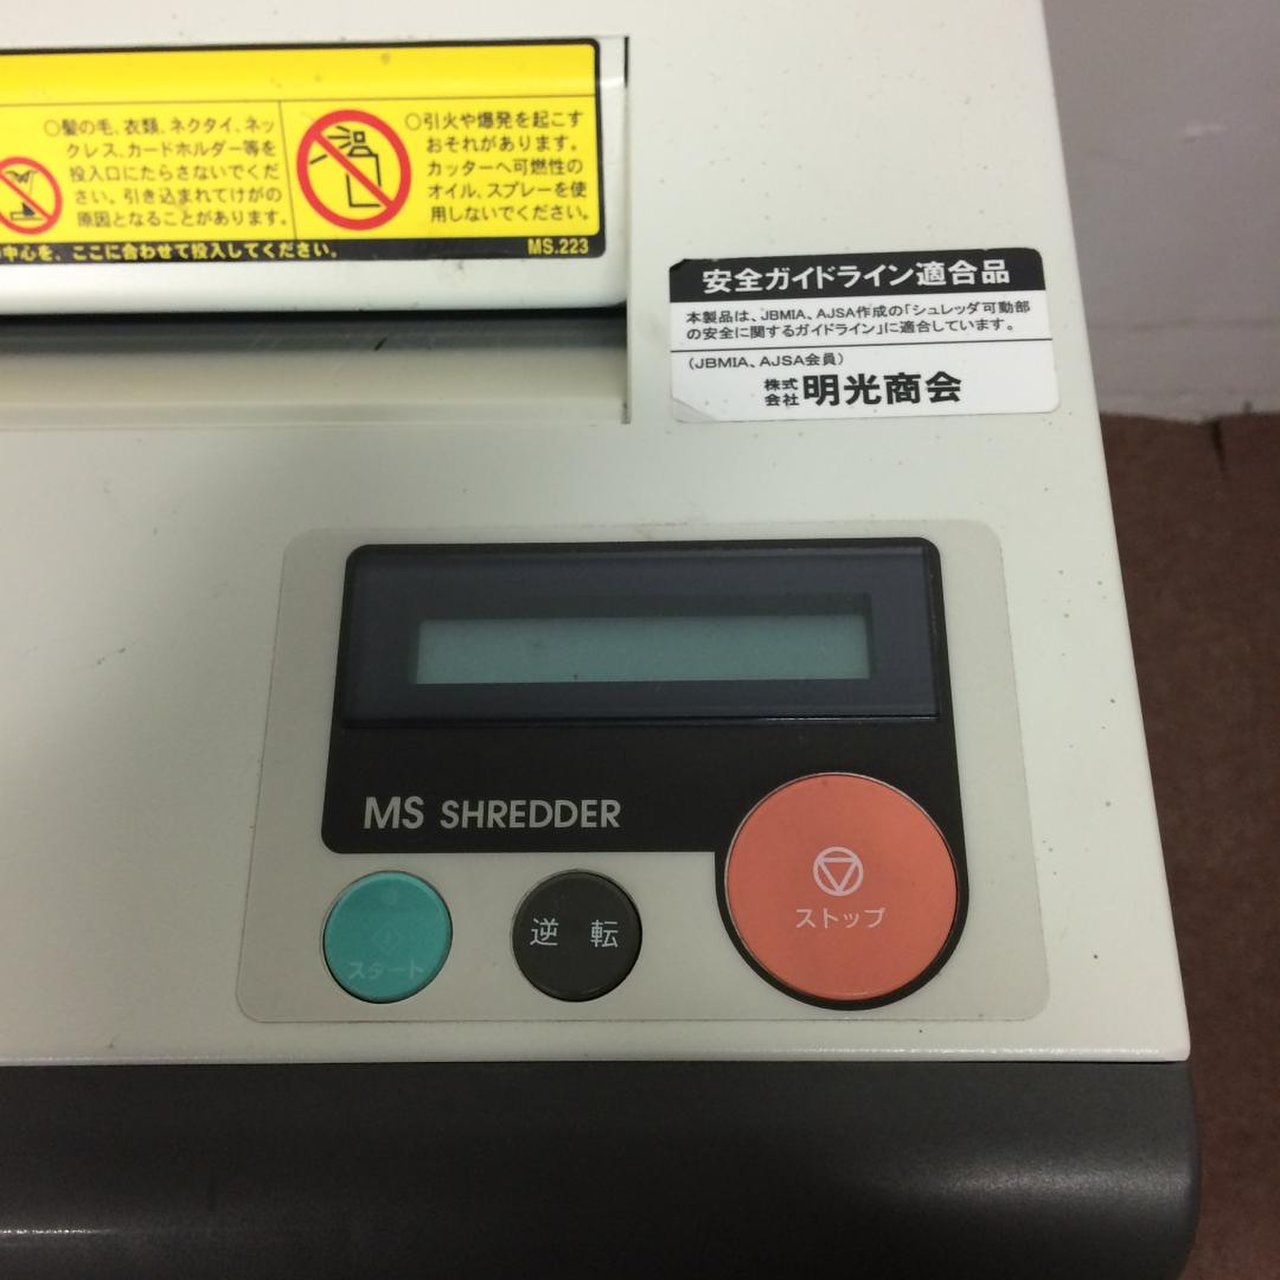 ○髪の毛、衣類、ネクタイ、ネッ
クレス、カードホルダー等を
投入口にたらさないでくだ
さい。引き込まれてけがの
原因となることがあります。
○引火や爆発を起こす
おそれがあります。
カッターへ可燃性の
オイル、スプレーを使
用しないでください。
中心を、ここに合わせて投入してください。
MS.223
安全ガイドライン適合品
本製品は、JBMIA、AJSA作成の「シュレッダ可動部
の安全に関するガイドライン」に適合しています。
(JBMIA、AJSA会員)
株式
会社 明光商会
MS SHREDDER
スタート
逆 転
ストップ